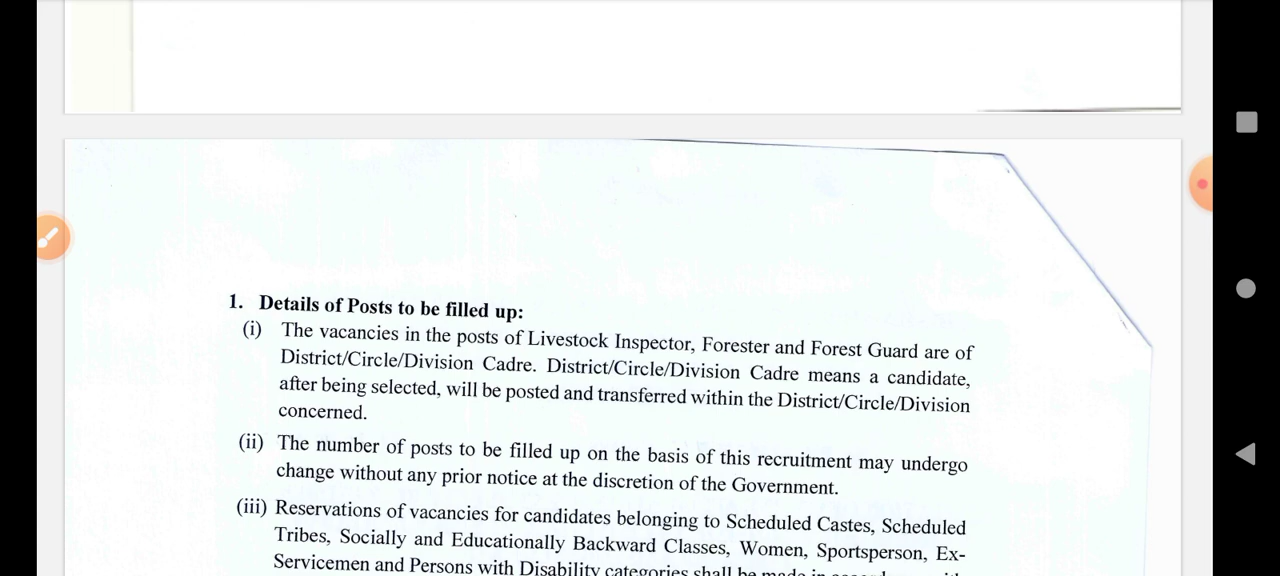 1. Details of Posts to be filled up:
(i) The vacancies in the posts of Livestock Inspector, Forester and Forest Guard are of
District/Circle/Division Cadre. District/Circle/Division Cadre means a candidate,
after being selected, will be posted and transferred within the District/Circle/Division
concerned.
(ii) The number of posts to be filled up on the basis of this recruitment may undergo
change without any prior notice at the discretion of the Government.
(iii) Reservations of vacancies for candidates belonging to Scheduled Castes, Scheduled
Tribes, Socially and Educationally Backward Classes, Women, Sportsperson, Ex-
Servicemen and Persons with Disability categories shall be made in